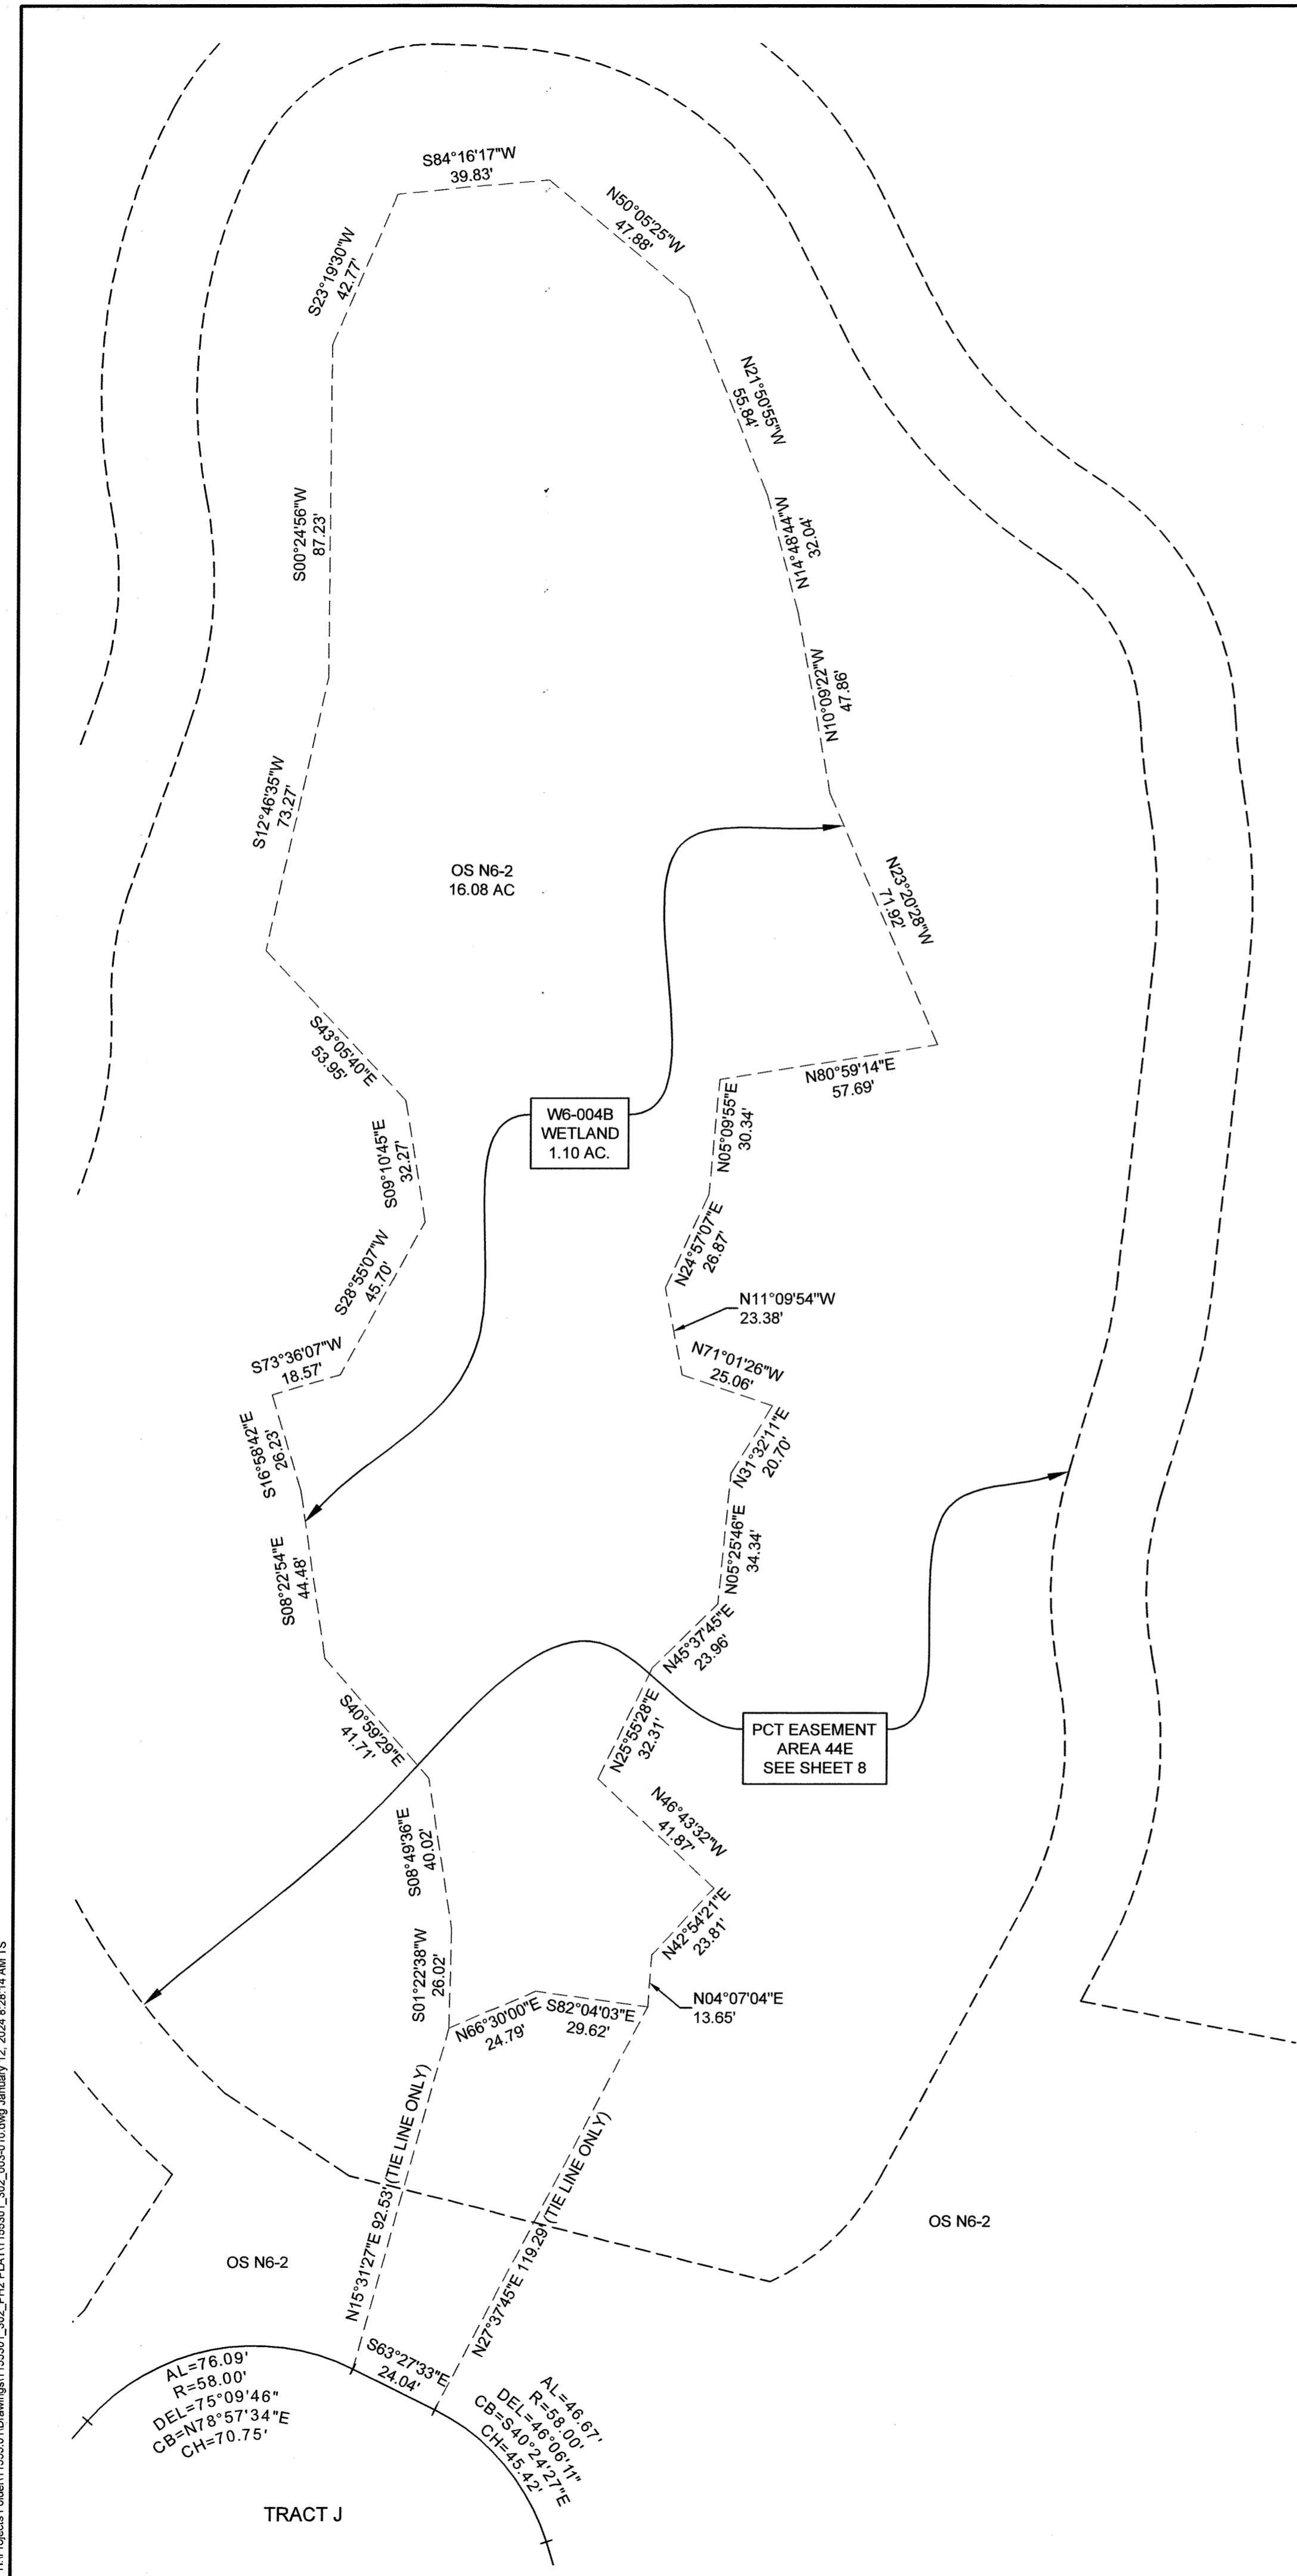 S84°16'17"W
39.83'
N50°05'25"W
47.88'
S23°19'30"W
42.77'
N21°50'55"W
55.84'
S00°24'56"W
87.23'
N14°48'44"W
32.04'
N10°09'22"W
47.86'
S12°46'35"W
73.27'
OS N6-2
16.08 AC
N23°20'28"W
71.92'
S43°05'40"E
53.95'
N80°59'14"E
57.69'
W6-004B
WETLAND
1.10 AC.
N05°09'55"E
30.34'
S09°10'45"E
32.27'
N24°57'07"E
26.87'
S28°55'07"W
45.70'
N11°09'54"W
23.38'
S73°36'07"W
18.57'
N71°01'26"W
25.06'
S16°58'42"E
26.23'
N31°32'11"E
20.70'
S08°22'54"E
44.48'
N05°25'46"E
34.34'
N45°37'45"E
23.96'
S40°59'29"E
41.71'
N25°55'28"E
32.31'
PCT EASEMENT
AREA 44E
SEE SHEET 8
S08°49'36"E
40.02'
N46°43'32"W
41.87'
N42°54'21"E
23.81'
S01°22'38"W
26.02'
N04°07'04"E
13.65'
N66°30'00"E
24.79'
S82°04'03"E
29.62'
N15°31'27"E 92.53' (TIE LINE ONLY)
N27°37'45"E 119.29' (TIE LINE ONLY)
OS N6-2
OS N6-2
S63°27'33"E
24.04'
AL=76.09'
R=58.00'
DEL=75°09'46"
CB=N78°57'34"E
CH=70.75'
AL=46.67'
R=58.00'
DEL=46°06'11"
CB=S40°24'27"E
CH=45.42'
TRACT J
January 12, 2024 8:28:14 AM